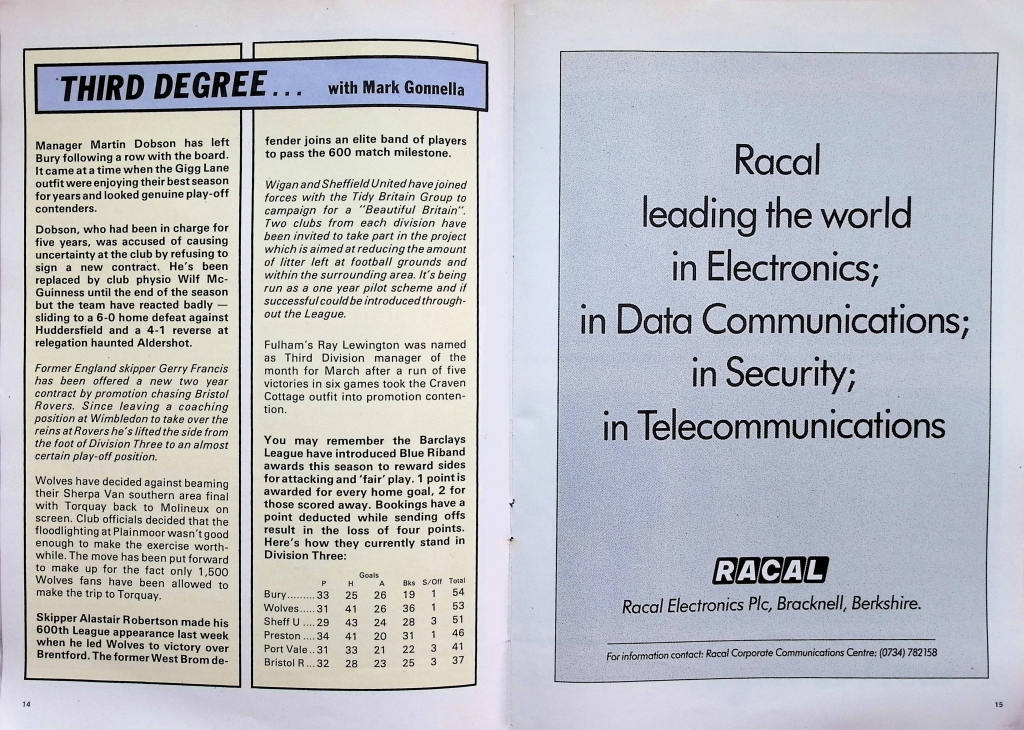 THIRD DEGREE... with Mark Gonnella
Manager Martin Dobson has left
Bury following a row with the board.
It came at a time when the Gigg Lane
outfit were enjoying their best season
for years and looked genuine play-off
contenders.
Dobson, who had been in charge for
five years, was accused of causing
uncertainty at the club by refusing to
sign a new contract. He's been
replaced by club physio Wilf Mc-
Guinness until the end of the season
but the team have reacted badly —
sliding to a 6-0 home defeat against
Huddersfield and a 4-1 reverse at
relegation haunted Aldershot.
Former England skipper Gerry Francis
has been offered a new two year
contract by promotion chasing Bristol
Rovers. Since leaving a coaching
position at Wimbledon to take over the
reins at Rovers he's lifted the side from
the foot of Division Three to an almost
certain play-off position.
Wolves have decided against beaming
their Sherpa Van southern area final
with Torquay back to Molineux on
screen. Club officials decided that the
floodlighting at Plainmoor wasn't good
enough to make the exercise worth-
while. The move has been put forward
to make up for the fact only 1,500
Wolves fans have been allowed to
make the trip to Torquay.
Skipper Alastair Robertson made his
600th League appearance last week
when he led Wolves to victory over
Brentford. The former West Brom de-
fender joins an elite band of players
to pass the 600 match milestone.
Wigan and Sheffield United have joined
forces with the Tidy Britain Group to
campaign for a "Beautiful Britain".
Two clubs from each division have
been invited to take part in the project
which is aimed at reducing the amount
of litter left at football grounds and
within the surrounding area. It's being
run as a one year pilot scheme and if
successful could be introduced through-
out the League.
Fulham's Ray Lewington was named
as Third Division manager of the
month for March after a run of five
victories in six games took the Craven
Cottage outfit into promotion conten-
tion.
You may remember the Barclays
League have introduced Blue Riband
awards this season to reward sides
for attacking and 'fair' play. 1 point is
awarded for every home goal, 2 for
those scored away. Bookings have a
point deducted while sending offs
result in the loss of four points.
Here's how they currently stand in
Division Three:
Goals
P H A Bks S/Off Total
Bury.........33 25 26 19 1 54
Wolves.....31 41 26 36 1 53
Sheff U ....29 43 24 28 3 51
Preston ....34 41 20 31 1 46
Port Vale..31 33 21 22 3 41
Bristol R...32 28 23 25 3 37
14
Racal
leading the world
in Electronics;
in Data Communications;
in Security;
in Telecommunications
RACAL
Racal Electronics Plc, Bracknell, Berkshire.
For information contact: Racal Corporate Communications Centre: (0734) 782158
15